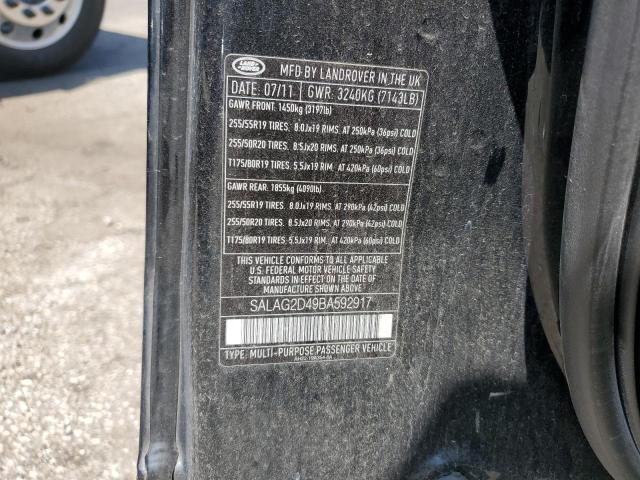 LAND ROVER
MFD BY LANDROVER IN THE UK
DATE: 07/11 GWR: 3240KG (7143LB)
GAWR FRONT: 1450kg (3197lb)
255/55R19 TIRES. 8.0Jx19 RIMS. AT 250kPa (36psi) COLD
255/50R20 TIRES. 8.5Jx20 RIMS. AT 250kPa (36psi) COLD
T175/80R19 TIRES. 5.5Jx19 RIM. AT 420kPa (60psi) COLD
GAWR REAR: 1855kg (4090lb)
255/55R19 TIRES. 8.0Jx19 RIMS. AT 290kPa (42psi) COLD
255/50R20 TIRES. 8.5Jx20 RIMS. AT 290kPa (42psi) COLD
T175/80R19 TIRES. 5.5Jx19 RIM. AT 420kPa (60psi) COLD
THIS VEHICLE CONFORMS TO ALL APPLICABLE
U.S. FEDERAL MOTOR VEHICLE SAFETY
STANDARDS IN EFFECT ON THE DATE OF
MANUFACTURE SHOWN ABOVE.
SALAG2D49BA592917
TYPE: MULTI-PURPOSE PASSENGER VEHICLE